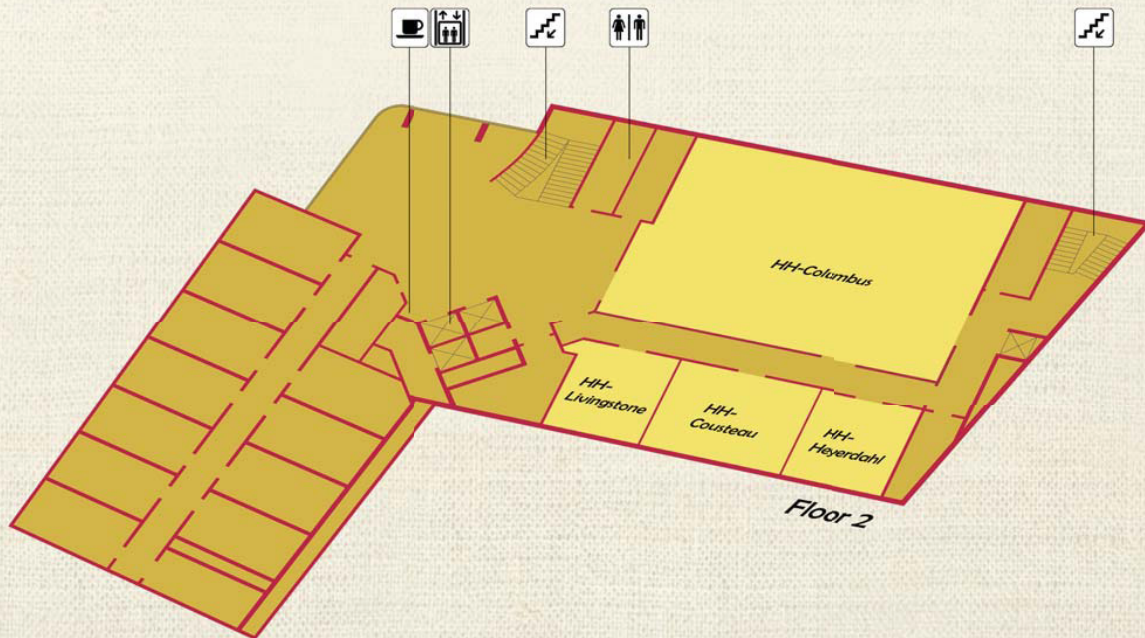 HH-Columbus
HH-
Livingstone
HH-
Cousteau
HH-
Heyerdahl
Floor 2